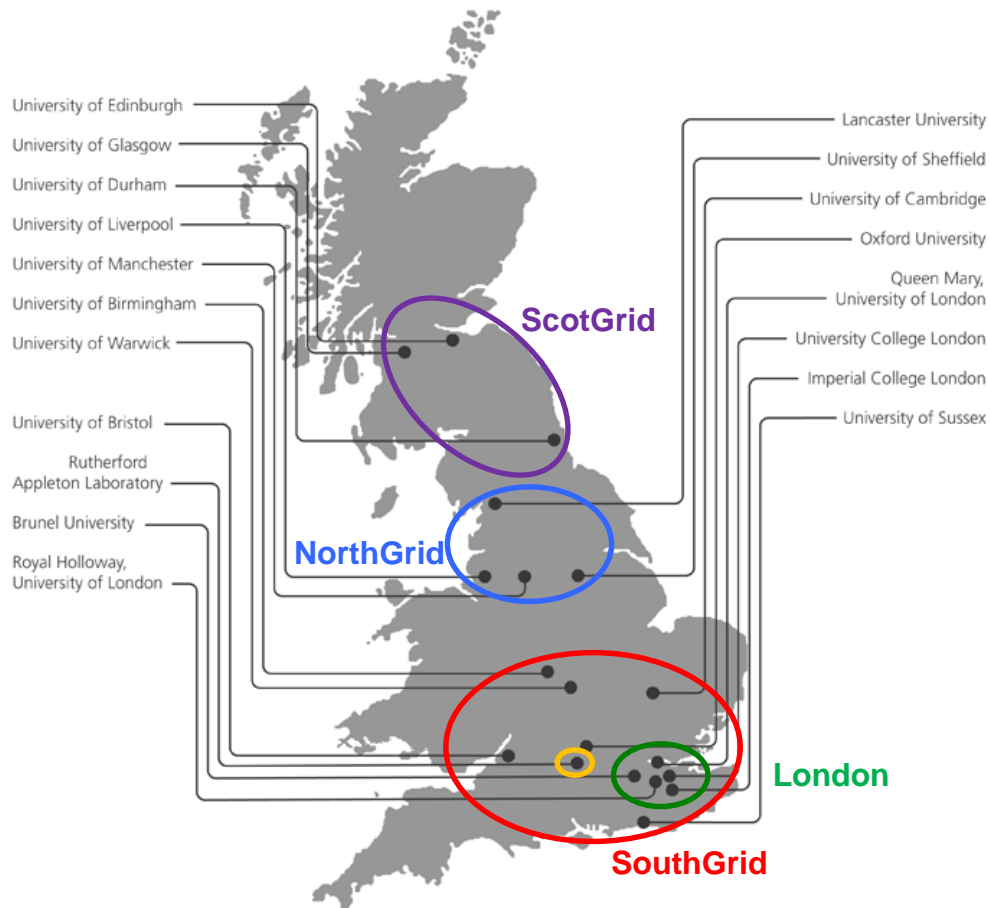 University of Edinburgh
University of Glasgow
University of Durham
University of Liverpool
University of Manchester
University of Birmingham
University of Warwick
University of Bristol
Rutherford
Appleton Laboratory
Brunel University
Royal Holloway,
University of London
ScotGrid
NorthGrid
London
SouthGrid
Lancaster University
University of Sheffield
University of Cambridge
Oxford University
Queen Mary,
University of London
University College London
Imperial College London
University of Sussex